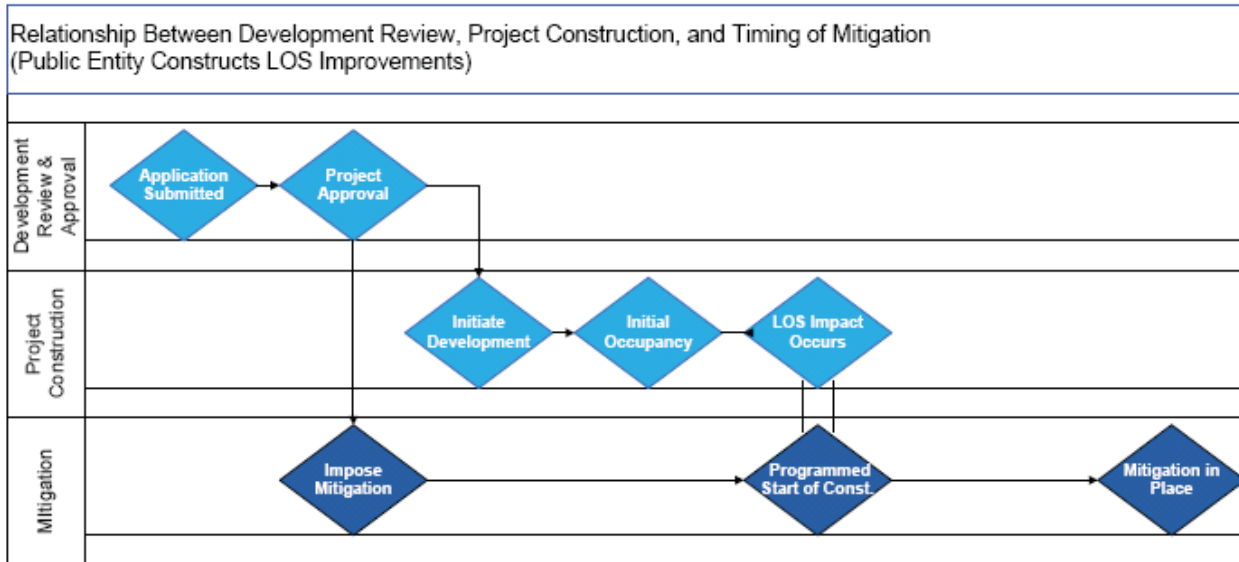 Relationship Between Development Review, Project Construction, and Timing of Mitigation
(Public Entity Constructs LOS Improvements)
Development
Review &
Approval
Application
Submitted
Project
Approval
Project
Construction
Initiate
Development
Initial
Occupancy
LOS Impact
Occurs
Mitigation
Impose
Mitigation
Programmed
Start of Const.
Mitigation in
Place